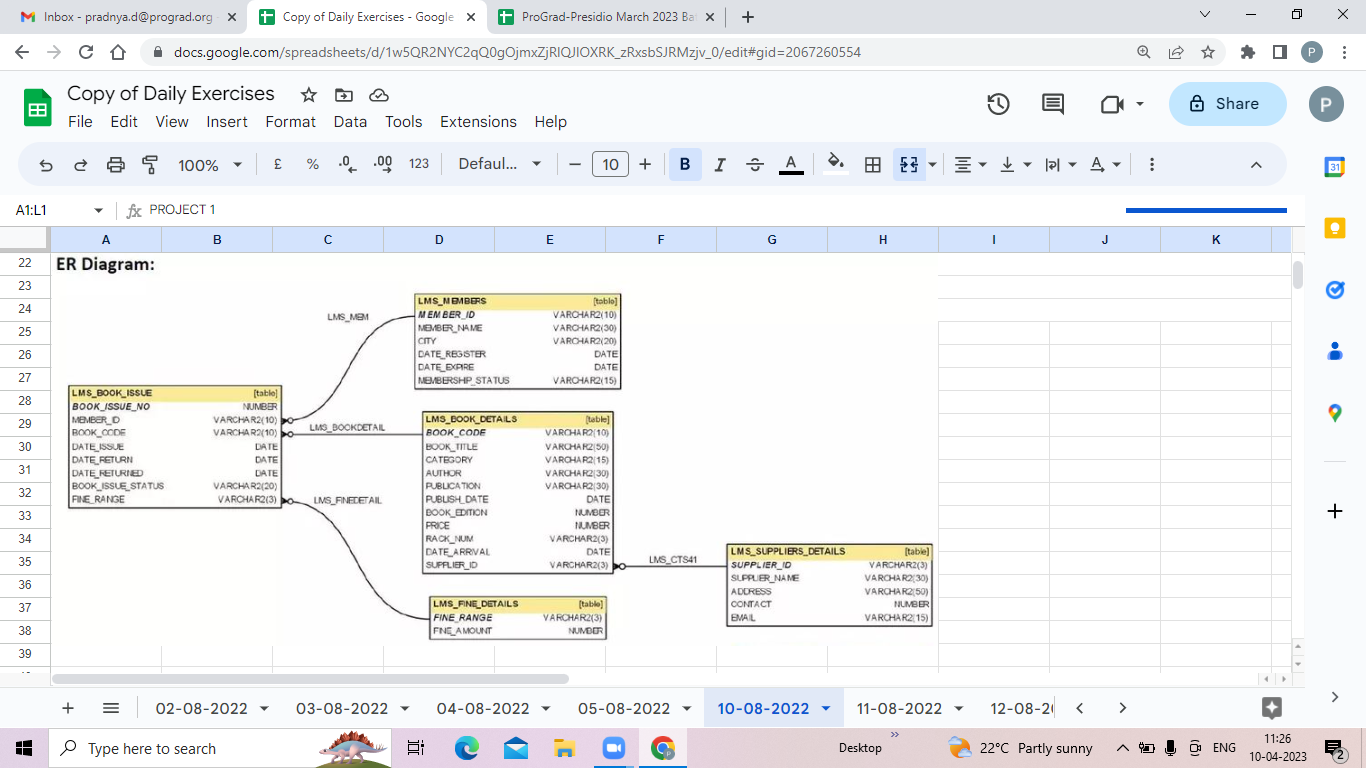 Inbox - pradnya.d@prograd.org
Copy of Daily Exercises - Google
ProGrad-Presidio March 2023 Ba
docs.google.com/spreadsheets/d/1w5QR2NYC2qQ0gOjmxZjRIQJIOXRK_zRxsbSJRMzjv_0/edit#gid=2067260554
P
Copy of Daily Exercises
Share
P
File Edit View Insert Format Data Tools Extensions Help
100% £ % .0 .00 123 Defaul... 10 B I A A
31
A1:L1 fx PROJECT 1
A B C D E F G H I J K
22 ER Diagram:
23
24
25
26
27
28
29
30
31
32
33
34
35
36
37
38
39
LMS_MEM
LMS_MEMBERS [table]
MEMBER_ID VARCHAR2(10)
MEMBER_NAME VARCHAR2(30)
CITY VARCHAR2(20)
DATE_REGISTER DATE
DATE_EXPIRE DATE
MEMBERSHIP_STATUS VARCHAR2(15)
LMS_BOOK_ISSUE [table]
BOOK_ISSUE_NO NUMBER
MEMBER_ID VARCHAR2(10)
BOOK_CODE VARCHAR2(10)
DATE_ISSUE DATE
DATE_RETURN DATE
DATE_RETURNED DATE
BOOK_ISSUE_STATUS VARCHAR2(20)
FINE_RANGE VARCHAR2(3)
LMS_BOOKDETAIL
LMS_FINEDETAIL
LMS_BOOK_DETAILS [table]
BOOK_CODE VARCHAR2(10)
BOOK_TITLE VARCHAR2(50)
CATEGORY VARCHAR2(15)
AUTHOR VARCHAR2(30)
PUBLICATION VARCHAR2(30)
PUBLISH_DATE DATE
BOOK_EDITION NUMBER
PRICE NUMBER
RACK_NUM VARCHAR2(3)
DATE_ARRIVAL DATE
SUPPLIER_ID VARCHAR2(3)
LMS_CTS41
LMS_SUPPLIERS_DETAILS [table]
SUPPLIER_ID VARCHAR2(3)
SUPPLIER_NAME VARCHAR2(30)
ADDRESS VARCHAR2(50)
CONTACT NUMBER
EMAIL VARCHAR2(15)
LMS_FINE_DETAILS [table]
FINE_RANGE VARCHAR2(3)
FINE_AMOUNT NUMBER
02-08-2022 03-08-2022 04-08-2022 05-08-2022 10-08-2022 11-08-2022 12-08-20
Type here to search
Desktop
22°C Partly sunny
ENG
11:26
10-04-2023
2